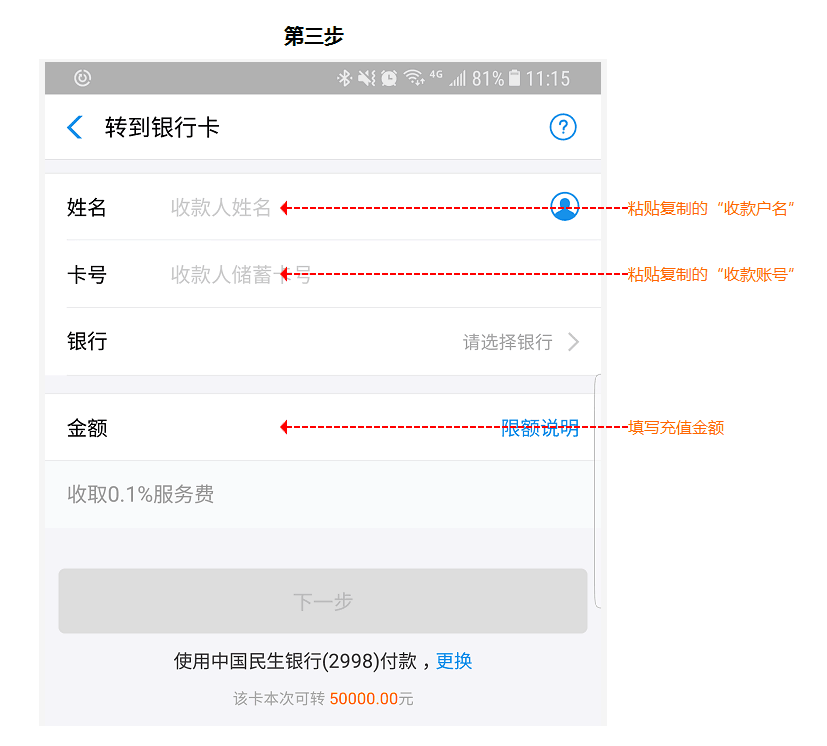 第三步
4G 81% 11:15
转到银行卡 ?
姓名 收款人姓名 粘贴复制的“收款户名”
卡号 收款人储蓄卡号 粘贴复制的“收款账号”
银行 请选择银行
金额 限额说明 填写充值金额
收取0.1%服务费
下一步
使用中国民生银行(2998)付款，更换
该卡本次可转 50000.00元